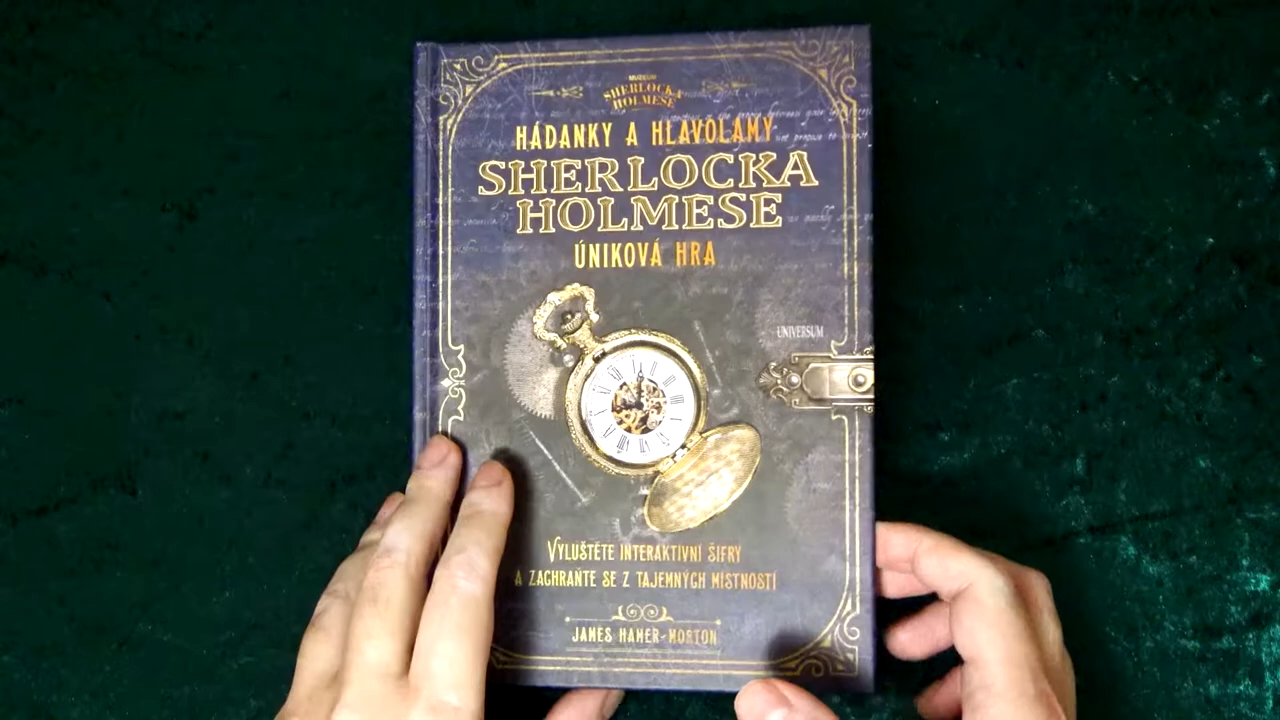 MUZEUM
SHERLOCKA
HOLMESE
HÁDANKY A HLAVOLAMY
SHERLOCKA
HOLMESE
ÚNIKOVÁ HRA
UNIVERSUM
VYLUŠTĚTE INTERAKTIVNÍ ŠIFRY
A ZACHRAŇTE SE Z TAJEMNÝCH MÍSTNOSTÍ
JAMES HAMER-MORTON